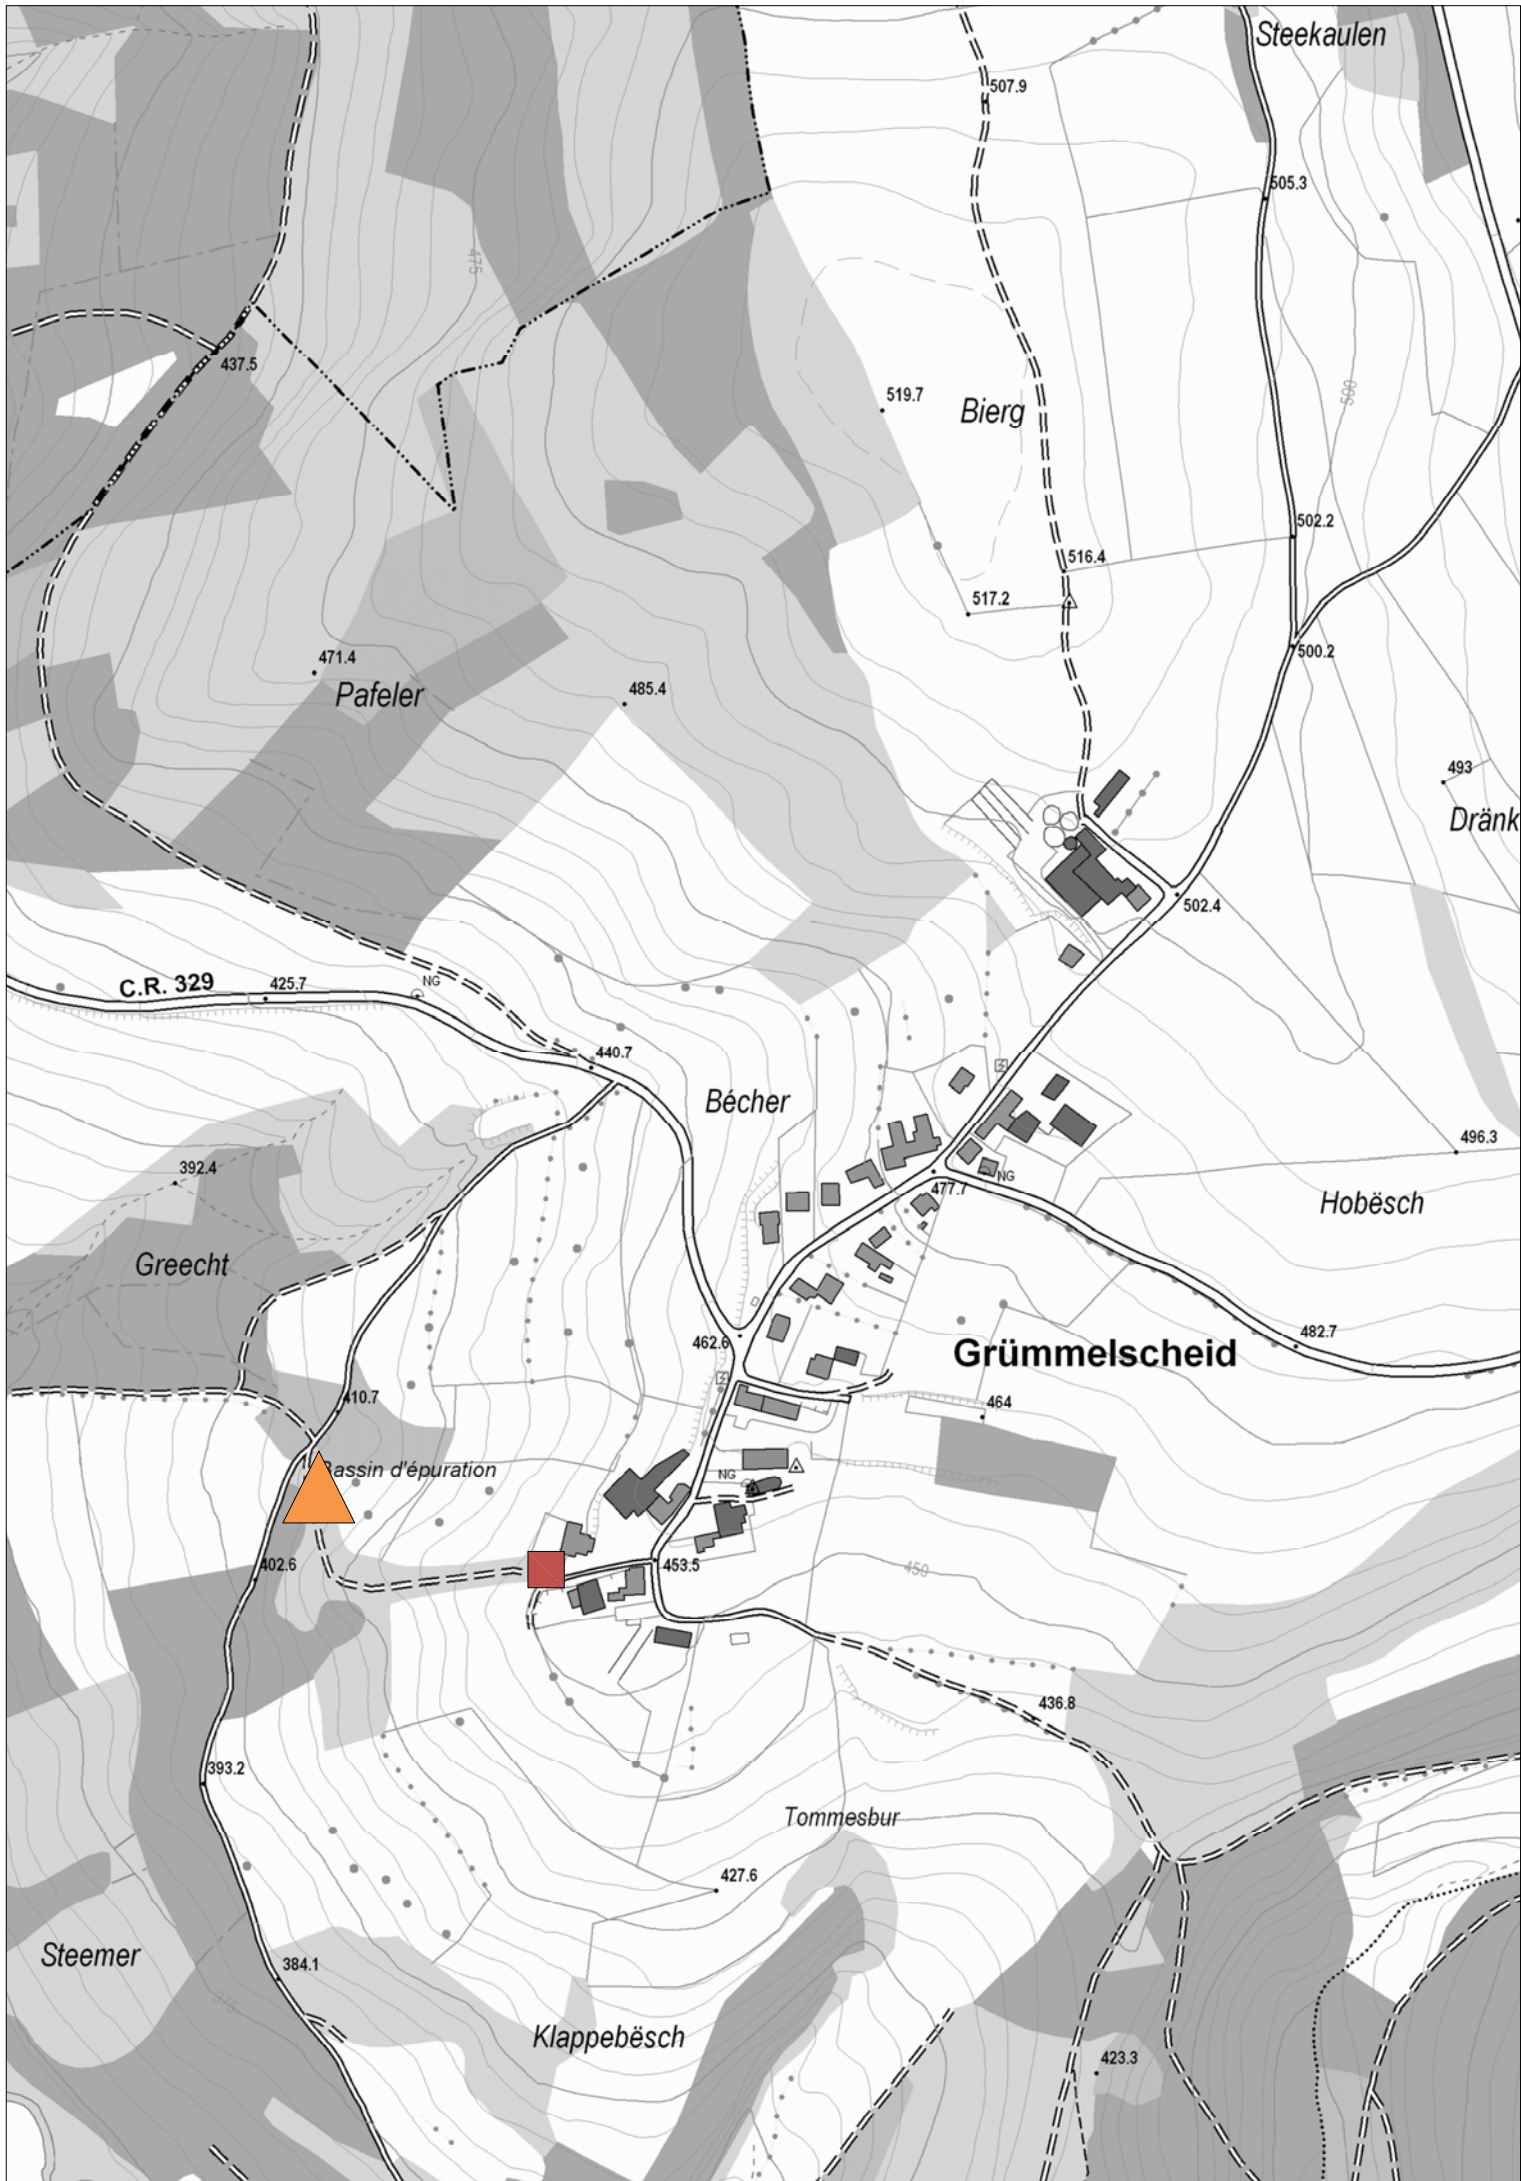 Steekaulen
507.9
505.3
475
437.5
519.7
Bierg
500
502.2
516.4
517.2
500.2
471.4
Pafeler
485.4
493
Dränk
502.4
C.R. 329
425.7
NG
440.7
Bécher
496.3
392.4
477.7
NG
Hobësch
Greecht
482.7
462.6
Grümmelscheid
410.7
464
Bassin d'épuration
NG
402.6
453.5
450
436.8
393.2
Tommesbur
427.6
Steemer
384.1
375
Klappebësch
423.3